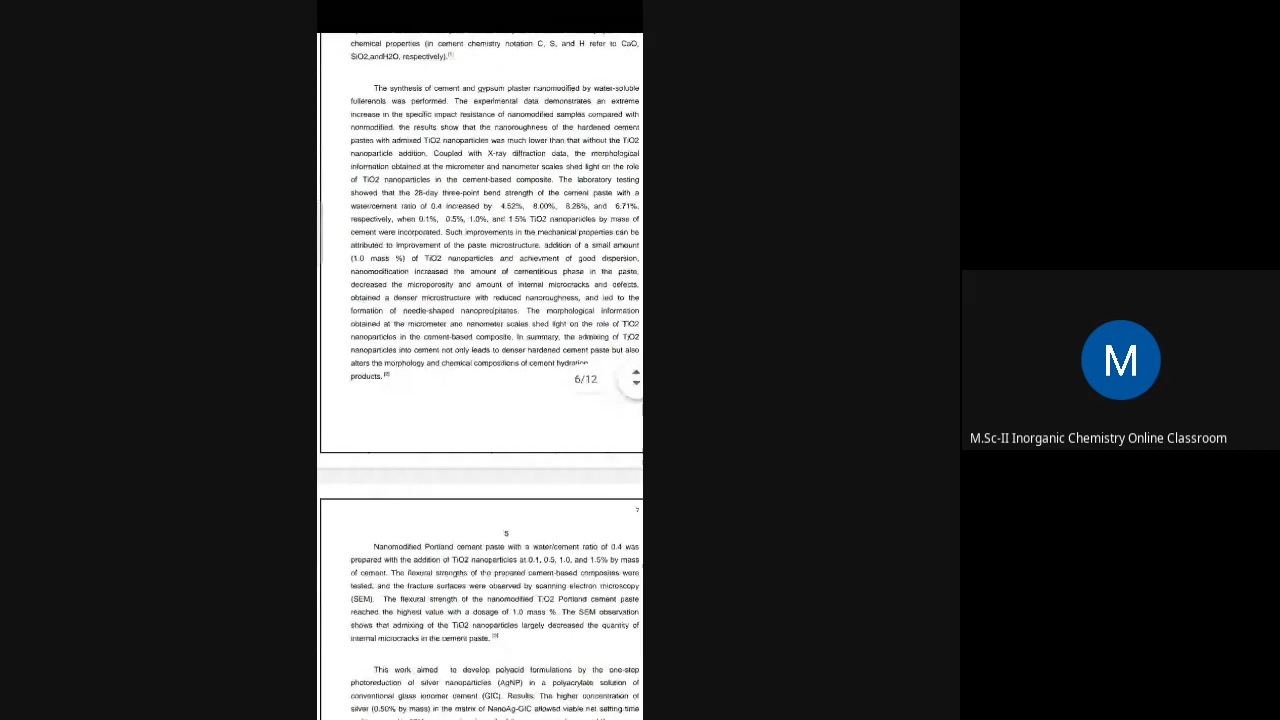 chemical properties (in cement chemistry notation C, S, and H refer to CaO,
SiO2,andH2O, respectively).[1]
The synthesis of cement and gypsum plaster nanomodified by water-soluble
fullerenols was performed. The experimental data demonstrates an extreme
increase in the specific impact resistance of nanomodified samples compared with
nonmodified, the results show that the nanoroughness of the hardened cement
pastes with admixed TiO2 nanoparticles was much lower than that without the TiO2
nanoparticle addition. Coupled with X-ray diffraction data, the morphological
information obtained at the micrometer and nanometer scales shed light on the role
of TiO2 nanoparticles in the cement-based composite. The laboratory testing
showed that the 28-day three-point bend strength of the cement paste with a
water/cement ratio of 0.4 increased by 4.52%, 8.00%, 8.26%, and 6.71%,
respectively, when 0.1%, 0.5%, 1.0%, and 1.5% TiO2 nanoparticles by mass of
cement were incorporated. Such improvements in the mechanical properties can be
attributed to improvement of the paste microstructure, addition of a small amount
(1.0 mass %) of TiO2 nanoparticles and achievment of good dispersion,
nanomodification increased the amount of cementitious phase in the paste,
decreased the microporosity and amount of internal microcracks and defects,
obtained a denser microstructure with reduced nanoroughness, and led to the
formation of needle-shaped nanoprecipitates. The morphological information
obtained at the micrometer and nanometer scales shed light on the role of TiO2
nanoparticles in the cement-based composite. In summary, the admixing of TiO2
nanoparticles into cement not only leads to denser hardened cement paste but also
alters the morphology and chemical compositions of cement hydration
products. [2]
6/12
5
Nanomodified Portland cement paste with a water/cement ratio of 0.4 was
prepared with the addition of TiO2 nanoparticles at 0.1, 0.5, 1.0, and 1.5% by mass
of cement. The flexural strengths of the prepared cement-based composites were
tested, and the fracture surfaces were observed by scanning electron microscopy
(SEM). The flexural strength of the nanomodified TiO2 Portland cement paste
reached the highest value with a dosage of 1.0 mass %. The SEM observation
shows that admixing of the TiO2 nanoparticles largely decreased the quantity of
internal microcracks in the cement paste. [3]
This work aimed to develop polyacid formulations by the one-step
photoreduction of silver nanoparticles (AgNP) in a polyacrylate solution of
conventional glass ionomer cement (GIC). Results: The higher concentration of
silver (0.50% by mass) in the matrix of NanoAg-GIC allowed viable net setting-time
M
M.Sc-II Inorganic Chemistry Online Classroom